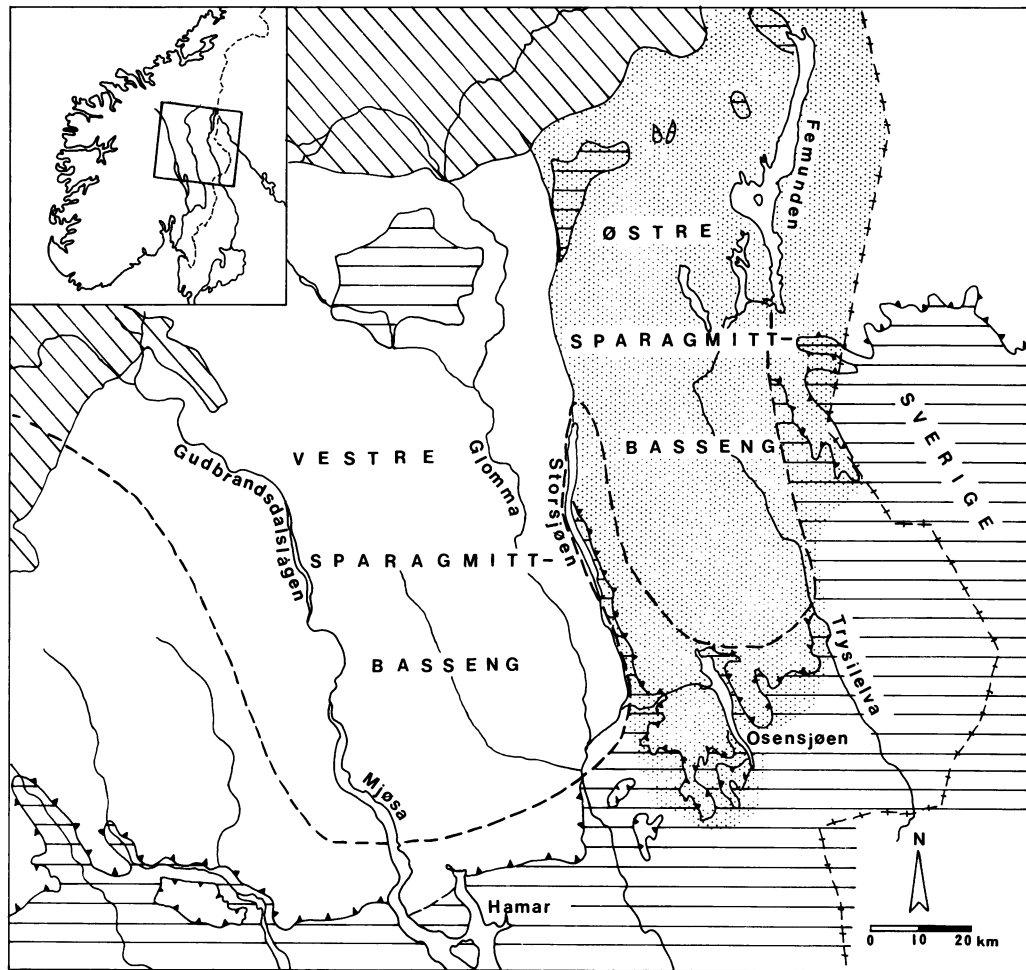 Femunden
ØSTRE
SPARAGMITT-
BASSENG
SVERIGE
VESTRE
SPARAGMITT-
BASSENG
Gudbrandsdalslågen
Glomma
Storsjøen
Trysilelva
Osensjøen
Mjøsa
Hamar
N
0 10 20 km